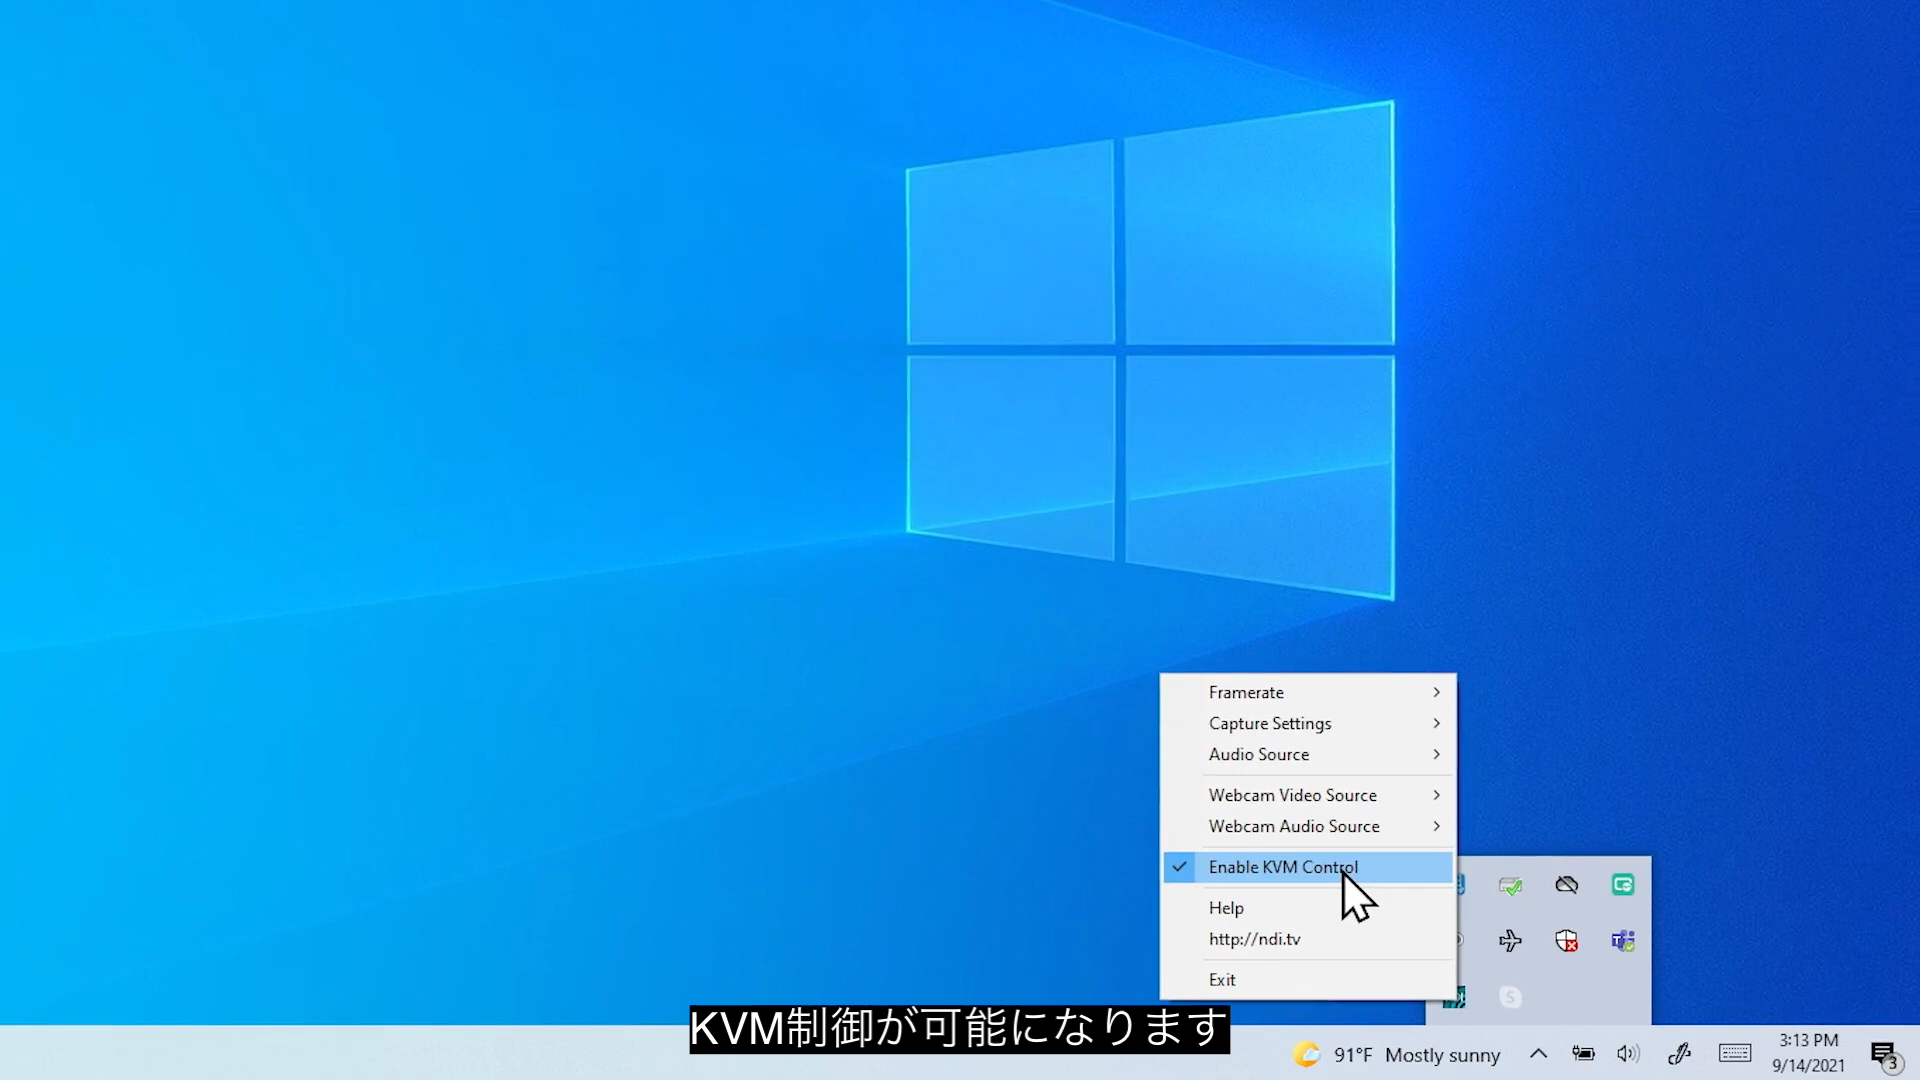 Framerate
Capture Settings
Audio Source
Webcam Video Source
Webcam Audio Source
Enable KVM Control
Help
http://ndi.tv
Exit
KVM制御が可能になります
91°F Mostly sunny
3:13 PM
9/14/2021
3